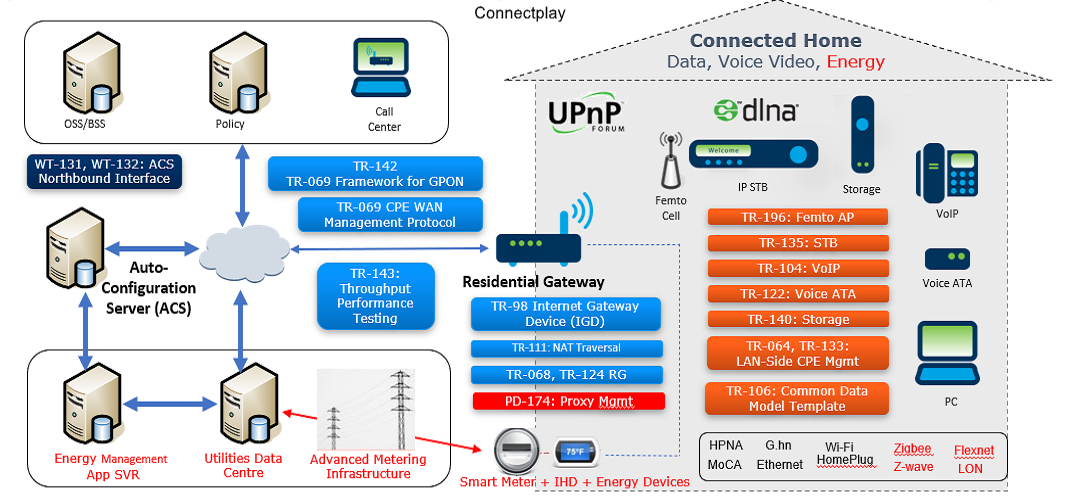 Connectplay
Connected Home
Data, Voice Video, Energy
OSS/BSS
Policy
Call
Center
WT-131, WT-132: ACS
Northbound Interface
TR-142
TR-069 Framework for GPON
TR-069 CPE WAN
Management Protocol
Auto-
Configuration
Server (ACS)
TR-143:
Throughput
Performance
Testing
Residential Gateway
TR-98 Internet Gateway
Device (IGD)
TR-111: NAT Traversal
TR-068, TR-124 RG
PD-174: Proxy Mgmt
UPnP™
FORUM
dlna
Femto
Cell
Welcome
IP STB
Storage
VoIP
Voice ATA
PC
TR-196: Femto AP
TR-135: STB
TR-104: VoIP
TR-122: Voice ATA
TR-140: Storage
TR-064, TR-133:
LAN-Side CPE Mgmt
TR-106: Common Data
Model Template
Energy Management
App SVR
Utilities Data
Centre
Advanced Metering
Infrastructure
75°F
Smart Meter + IHD + Energy Devices
HPNA G.hn Wi-Fi Zigbee Flexnet
MoCA Ethernet HomePlug Z-wave LON